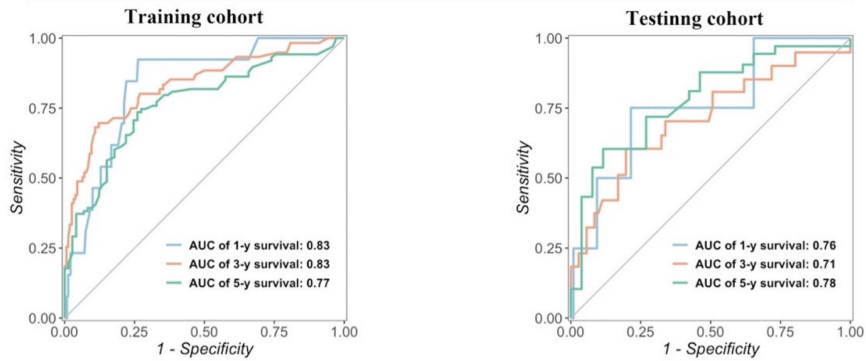 Training cohort
1.00
0.75
0.50
0.25
0.00
Sensitivity
AUC of 1-y survival: 0.83
AUC of 3-y survival: 0.83
AUC of 5-y survival: 0.77
0.00 0.25 0.50 0.75 1.00
1 - Specificity
Testinng cohort
1.00
0.75
0.50
0.25
0.00
Sensitivity
AUC of 1-y survival: 0.76
AUC of 3-y survival: 0.71
AUC of 5-y survival: 0.78
0.00 0.25 0.50 0.75 1.00
1 - Specificity